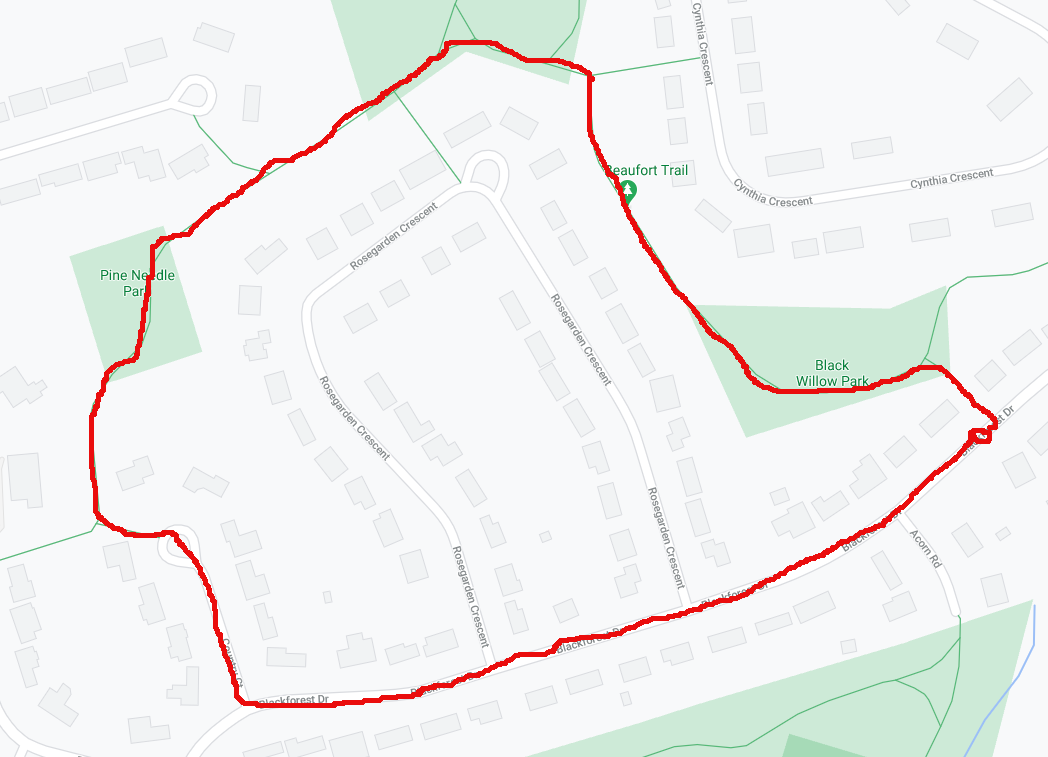 Cynthia Crescent
Beaufort Trail
Cynthia Crescent
Cynthia Crescent
Rosegarden Crescent
Pine Needle
Park
Rosegarden Crescent
Black
Willow Park
Rosegarden Crescent
Rosegarden Crescent
Acorn Rd
Rosegarden Crescent
Blackforest Dr
Blackforest Dr